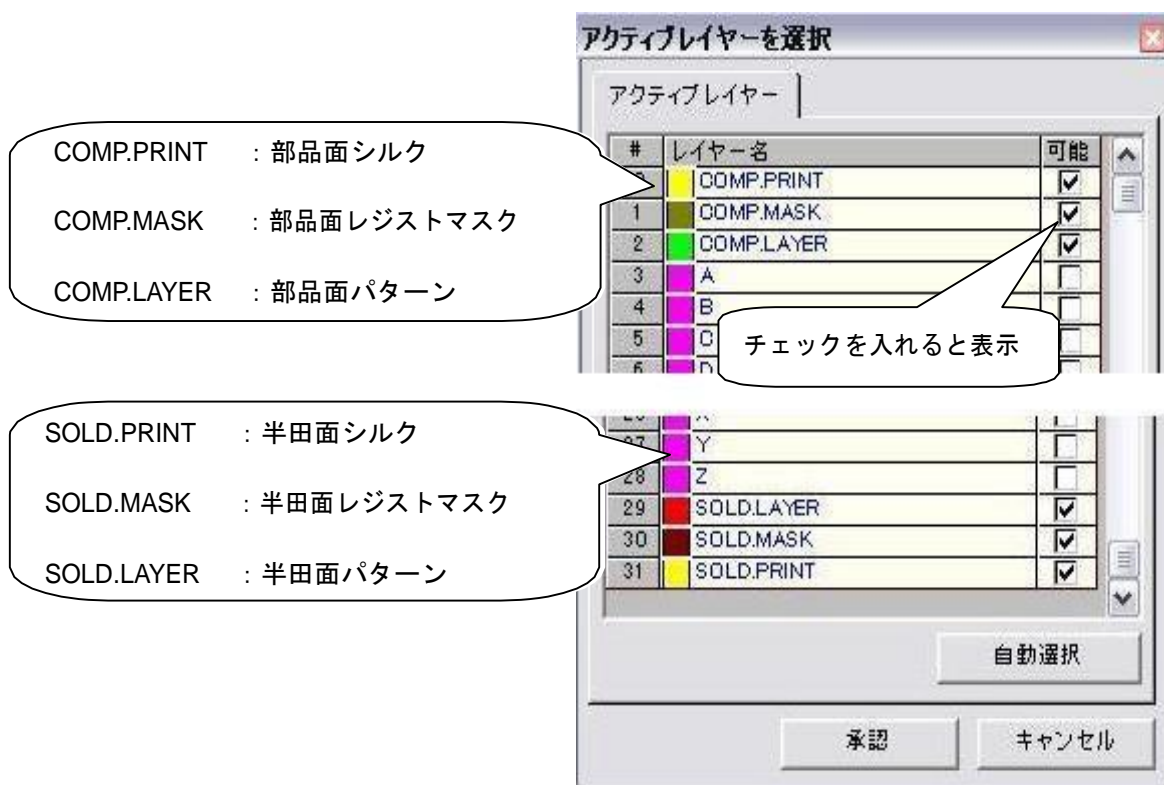 アクティブレイヤーを選択
アクティブレイヤー
# レイヤー名 可能
COMP.PRINT
1 COMP.MASK
2 COMP.LAYER
3 A
4 B
5 C
6 D
COMP.PRINT ：部品面シルク
COMP.MASK ：部品面レジストマスク
COMP.LAYER ：部品面パターン
チェックを入れると表示
SOLD.PRINT ：半田面シルク
SOLD.MASK ：半田面レジストマスク
SOLD.LAYER ：半田面パターン
27 Y
28 Z
29 SOLD.LAYER
30 SOLD.MASK
31 SOLD.PRINT
自動選択
承認 キャンセル